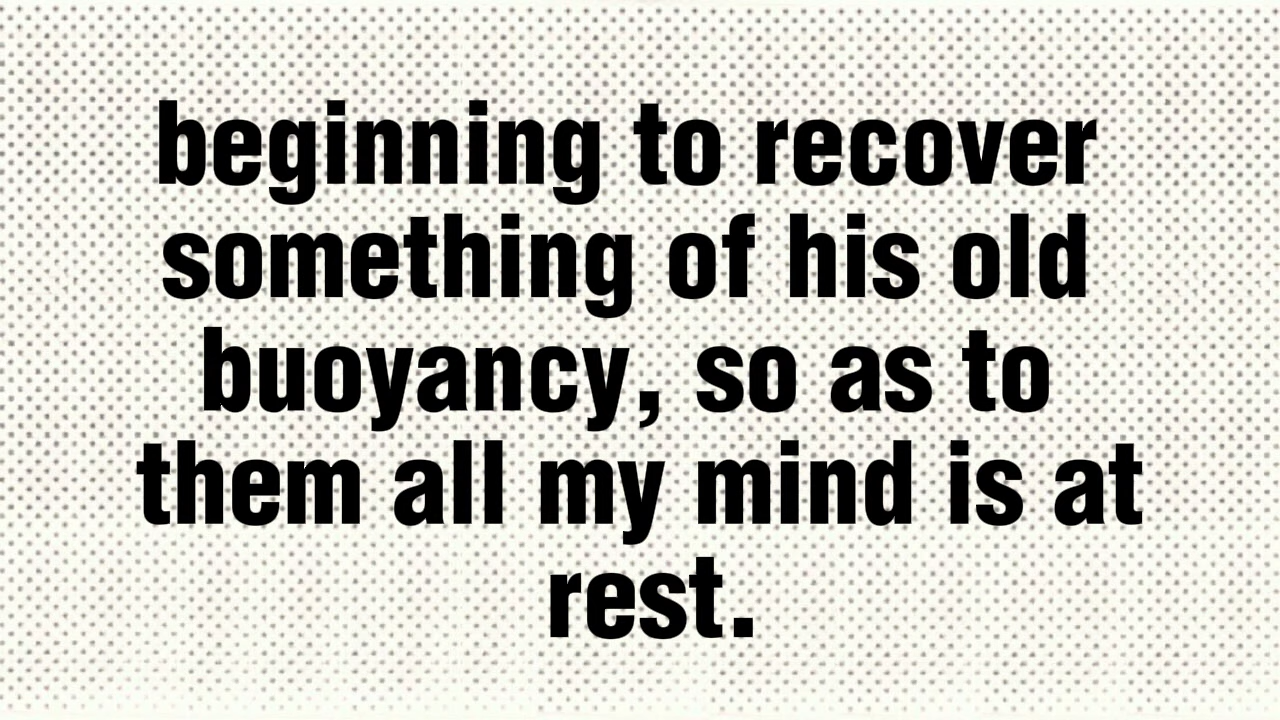 beginning to recover
something of his old
buoyancy, so as to
them all my mind is at
rest.